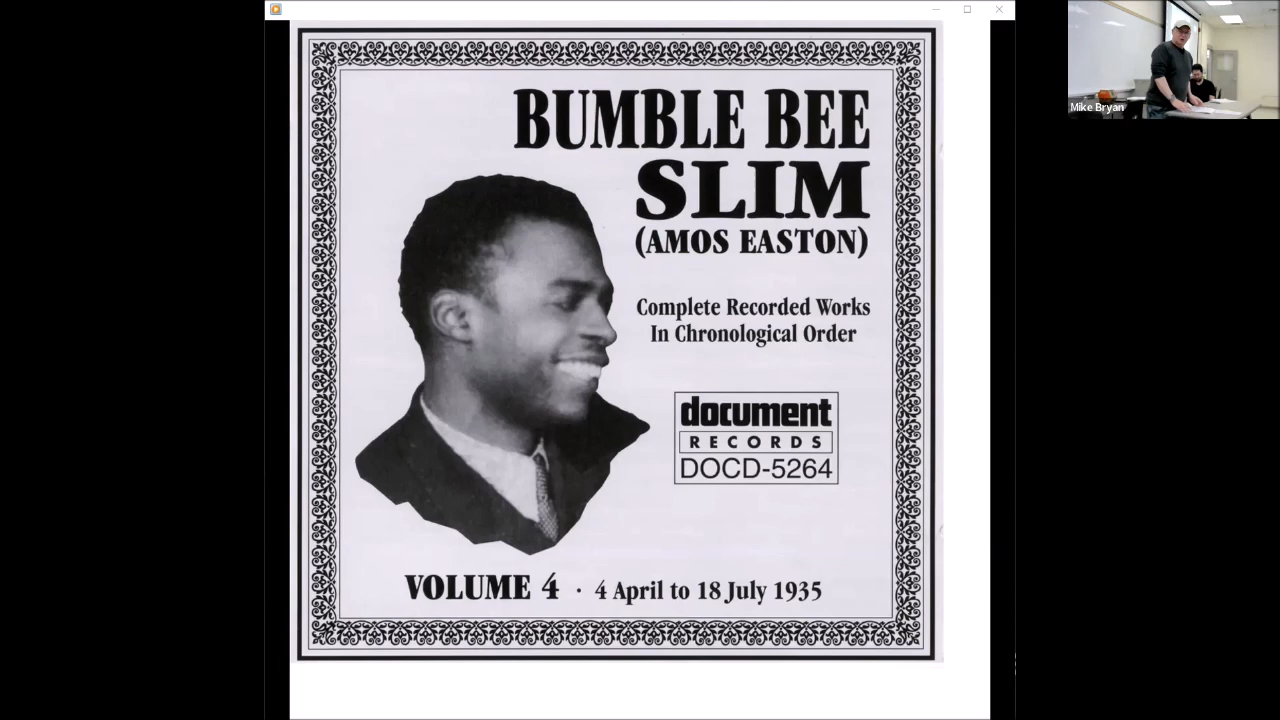 BUMBLE BEE
SLIM
(AMOS EASTON)
Complete Recorded Works
In Chronological Order
document
RECORDS
DOCD-5264
VOLUME 4 · 4 April to 18 July 1935
Mike Bryan